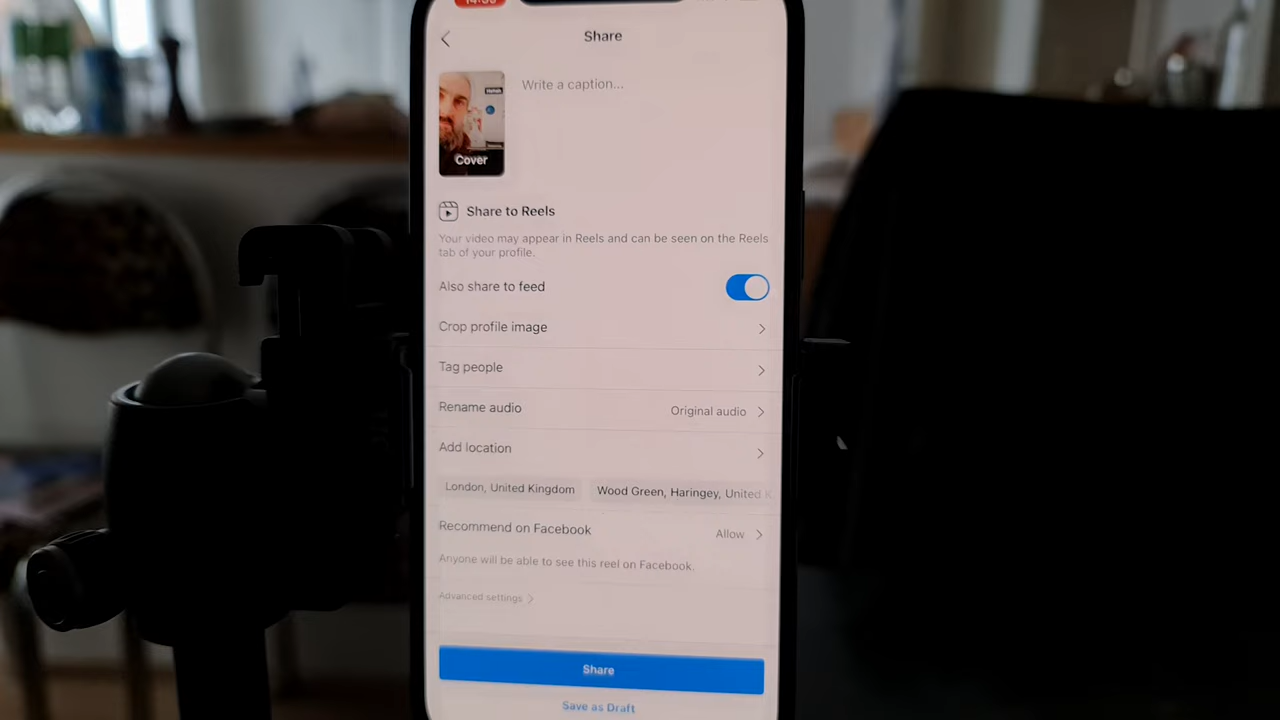 Share
Write a caption...
Cover
Share to Reels
Your video may appear in Reels and can be seen on the Reels
tab of your profile.
Also share to feed
Crop profile image
Tag people
Rename audio
Original audio
Add location
London, United Kingdom
Wood Green, Haringey, United K
Recommend on Facebook
Allow
Anyone will be able to see this reel on Facebook.
Advanced settings
Share
Save as Draft